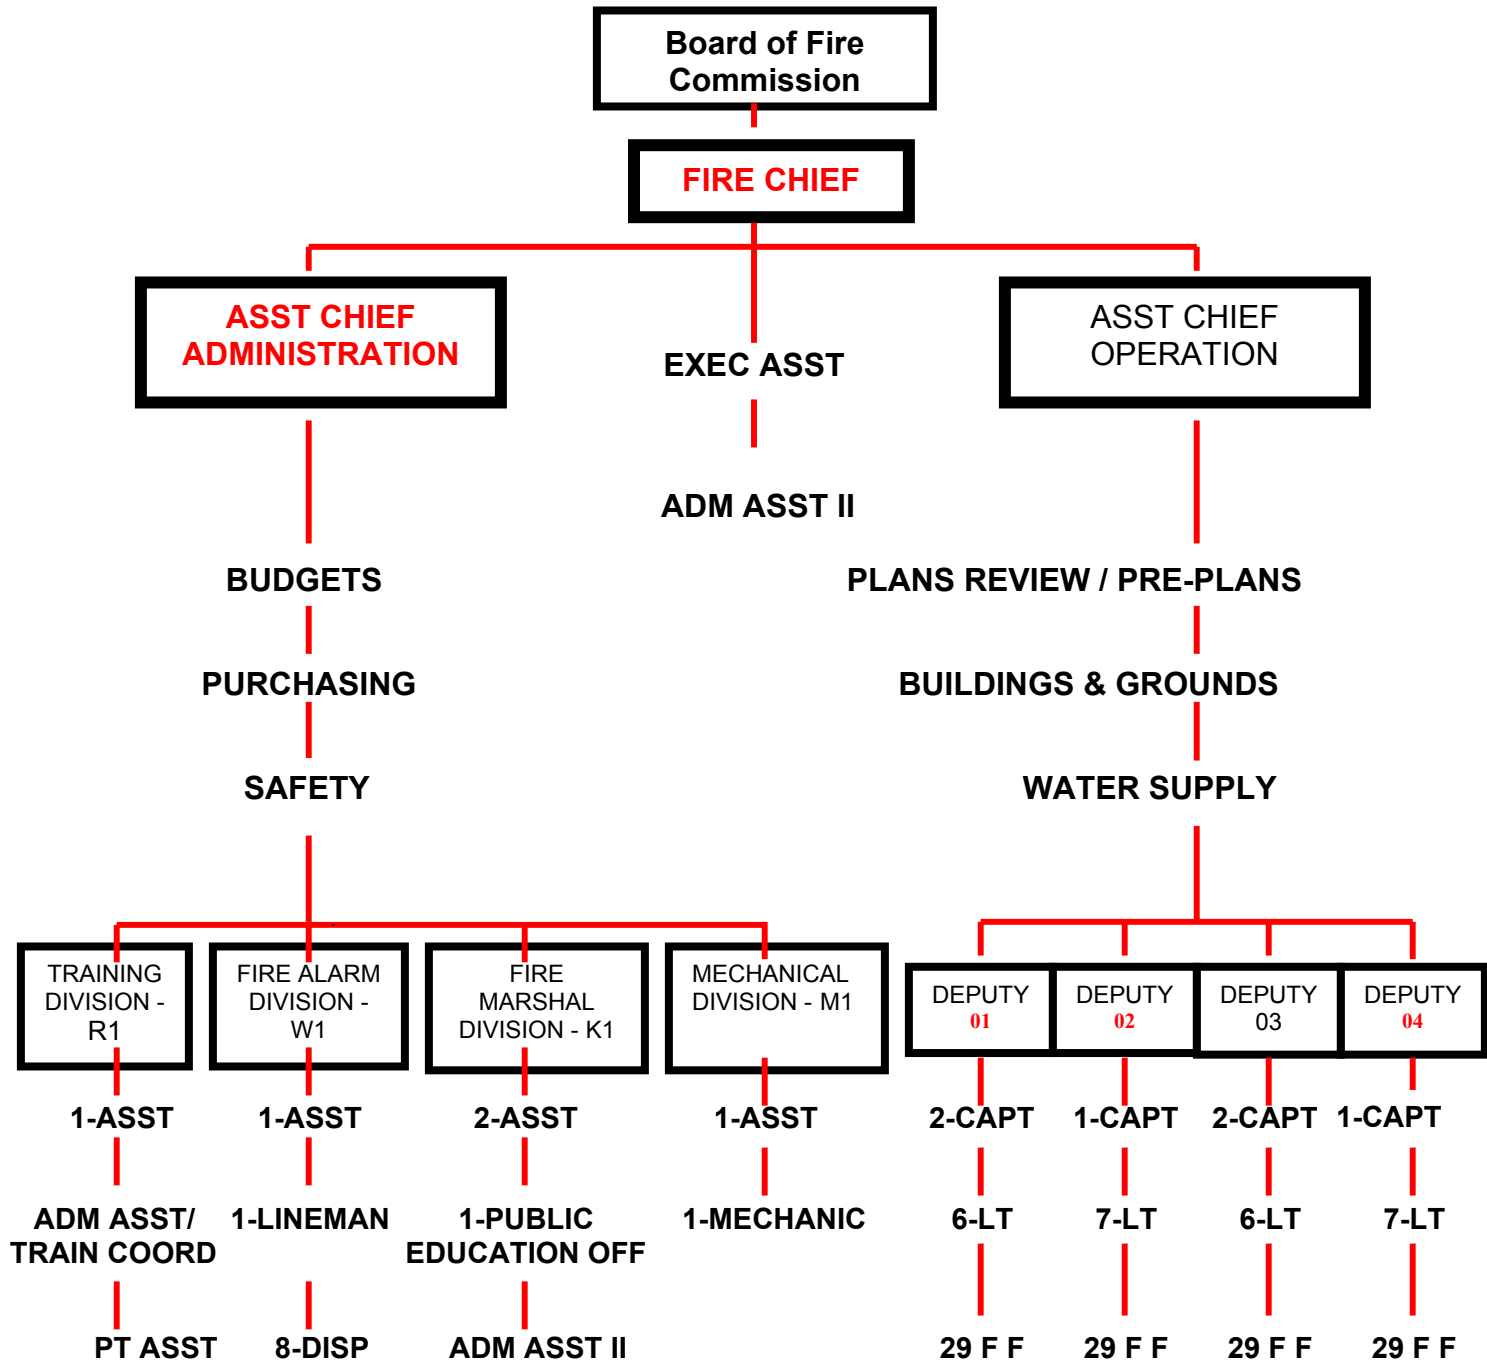 Board of Fire
Commission
FIRE CHIEF
ASST CHIEF
ADMINISTRATION
EXEC ASST
ASST CHIEF
OPERATION
ADM ASST II
BUDGETS
PLANS REVIEW / PRE-PLANS
PURCHASING
BUILDINGS & GROUNDS
SAFETY
WATER SUPPLY
TRAINING
DIVISION -
R1
FIRE ALARM
DIVISION -
W1
FIRE
MARSHAL
DIVISION - K1
MECHANICAL
DIVISION - M1
DEPUTY
01
DEPUTY
02
DEPUTY
03
DEPUTY
04
1-ASST
1-ASST
2-ASST
1-ASST
2-CAPT
1-CAPT
2-CAPT
1-CAPT
ADM ASST/
TRAIN COORD
1-LINEMAN
1-PUBLIC
EDUCATION OFF
1-MECHANIC
6-LT
7-LT
6-LT
7-LT
PT ASST
8-DISP
ADM ASST II
29 F F
29 F F
29 F F
29 F F